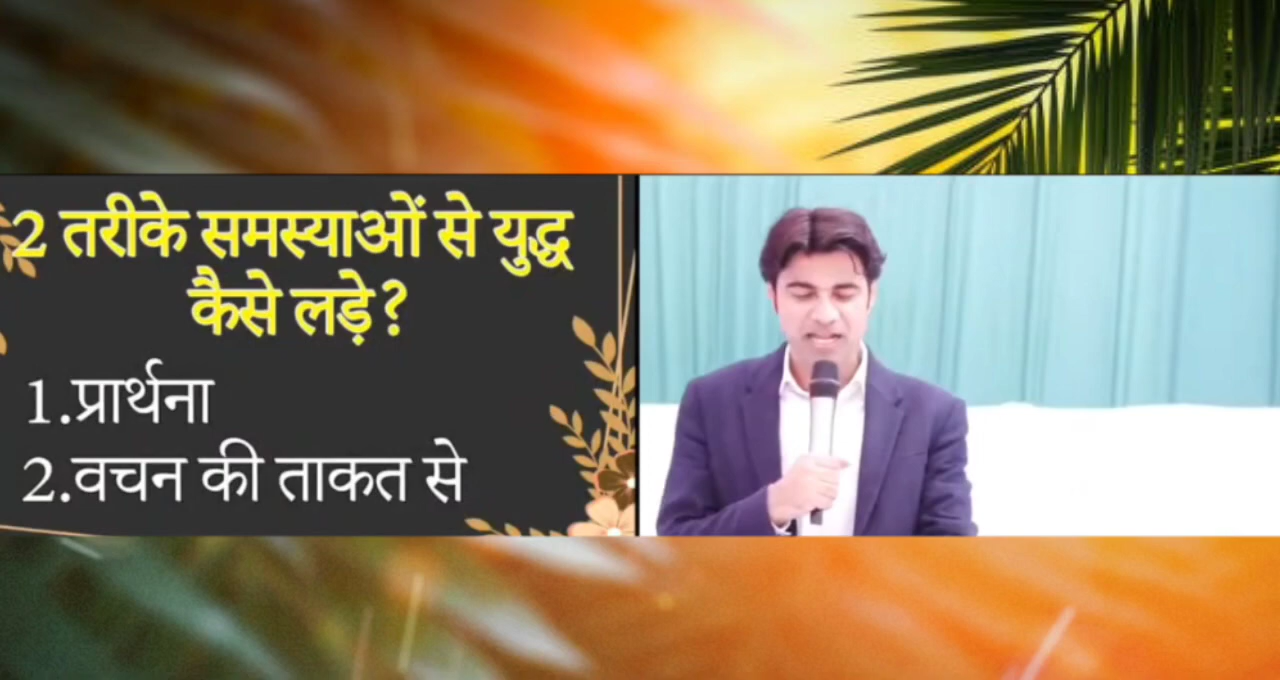 2 तरीके समस्याओं से युद्ध
कैसे लड़े?
1.प्रार्थना
2.वचन की ताकत से